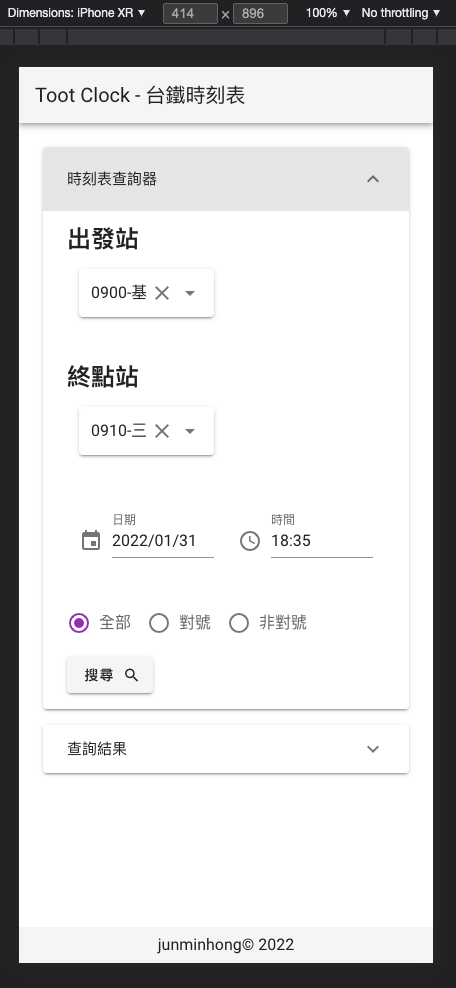 Dimensions: iPhone XR ▼ 414 x 896 100% ▼ No throttling ▼
Toot Clock - 台鐵時刻表
時刻表查詢器
出發站
0900-基
終點站
0910-三
日期 時間
2022/01/31 18:35
全部 對號 非對號
搜尋
查詢結果
junminhong© 2022